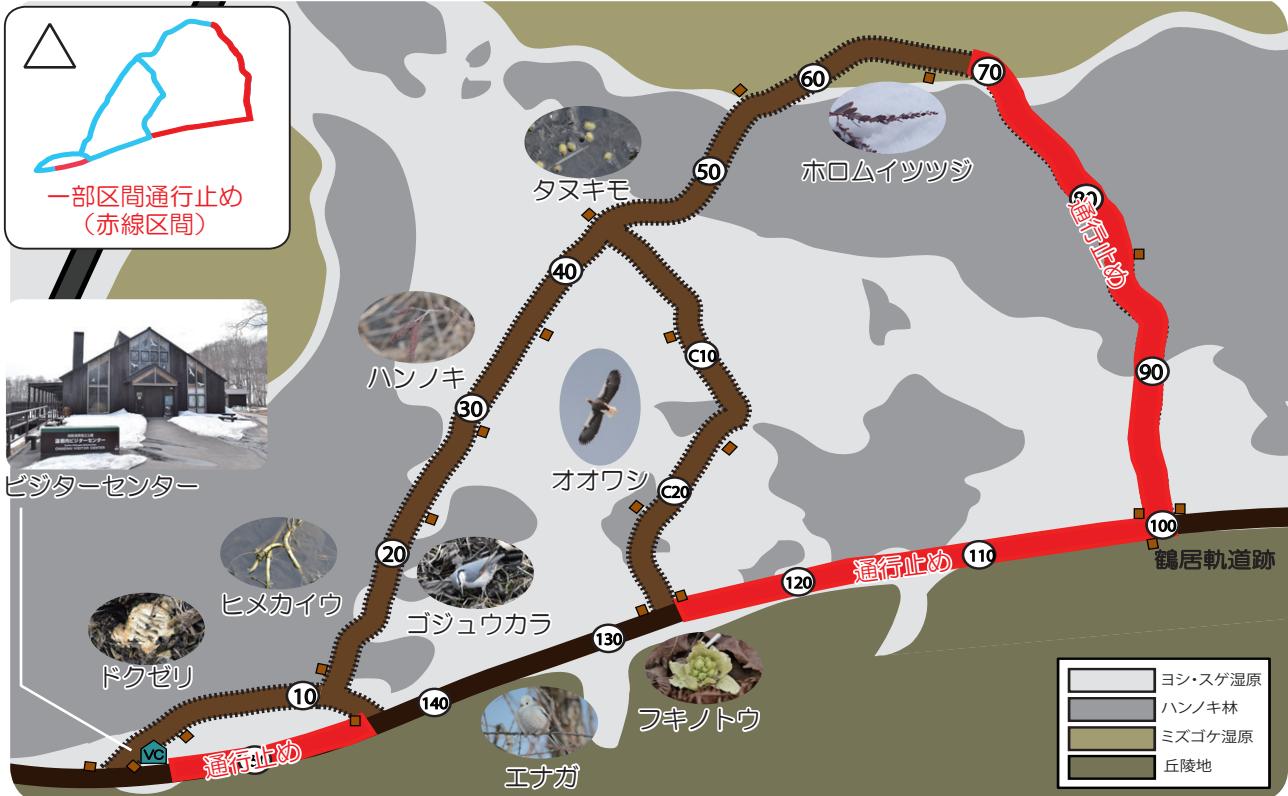 一部区間通行止め
（赤線区間）
60
70
ホロムイツツジ
タヌキモ
50
80
通行止め
40
ハンノキ
C10
90
30
オオワシ
ビジターセンター
C20
20
ヒメカイウ
ゴジュウカラ
100
鶴居軌道跡
通行止め
110
120
ドクゼリ
130
フキノトウ
10
140
エナガ
VC
通行止め
ヨシ・スゲ湿原
ハンノキ林
ミズゴケ湿原
丘陵地